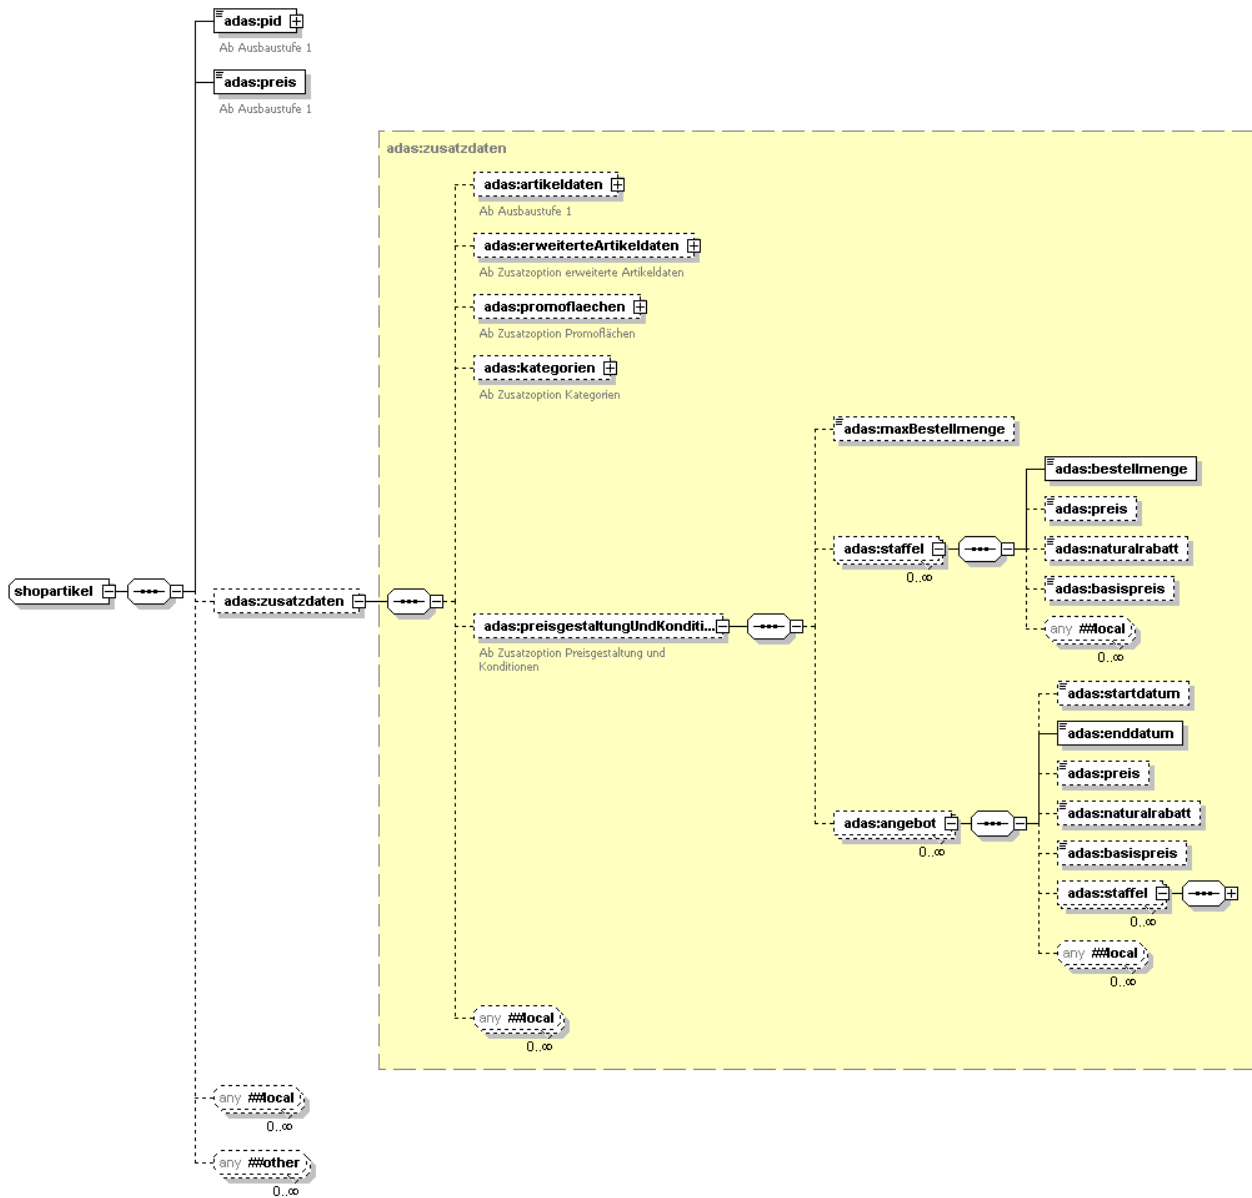 adas:pid
Ab Ausbaustufe 1
adas:preis
Ab Ausbaustufe 1
adas:zusatzdaten
adas:artikeldaten
Ab Ausbaustufe 1
adas:erweiterteArtikeldaten
Ab Zusatzoption erweiterte Artikeldaten
adas:promoflaechen
Ab Zusatzoption Promoflächen
adas:kategorien
Ab Zusatzoption Kategorien
adas:maxBestellmenge
adas:bestellmenge
adas:preis
adas:staffel
0..∞
adas:naturalrabatt
adas:basispreis
any ##local
0..∞
shopartikel
adas:zusatzdaten
adas:preisgestaltungUndKonditi...
Ab Zusatzoption Preisgestaltung und
Konditionen
adas:startdatum
adas:enddatum
adas:preis
adas:naturalrabatt
adas:angebot
0..∞
adas:basispreis
adas:staffel
0..∞
any ##local
0..∞
any ##local
0..∞
any ##local
0..∞
any ##other
0..∞